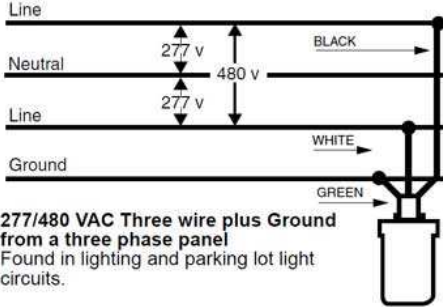 Line
BLACK
277 v
Neutral
480 v
277 v
Line
WHITE
Ground
GREEN
277/480 VAC Three wire plus Ground
from a three phase panel
Found in lighting and parking lot light
circuits.